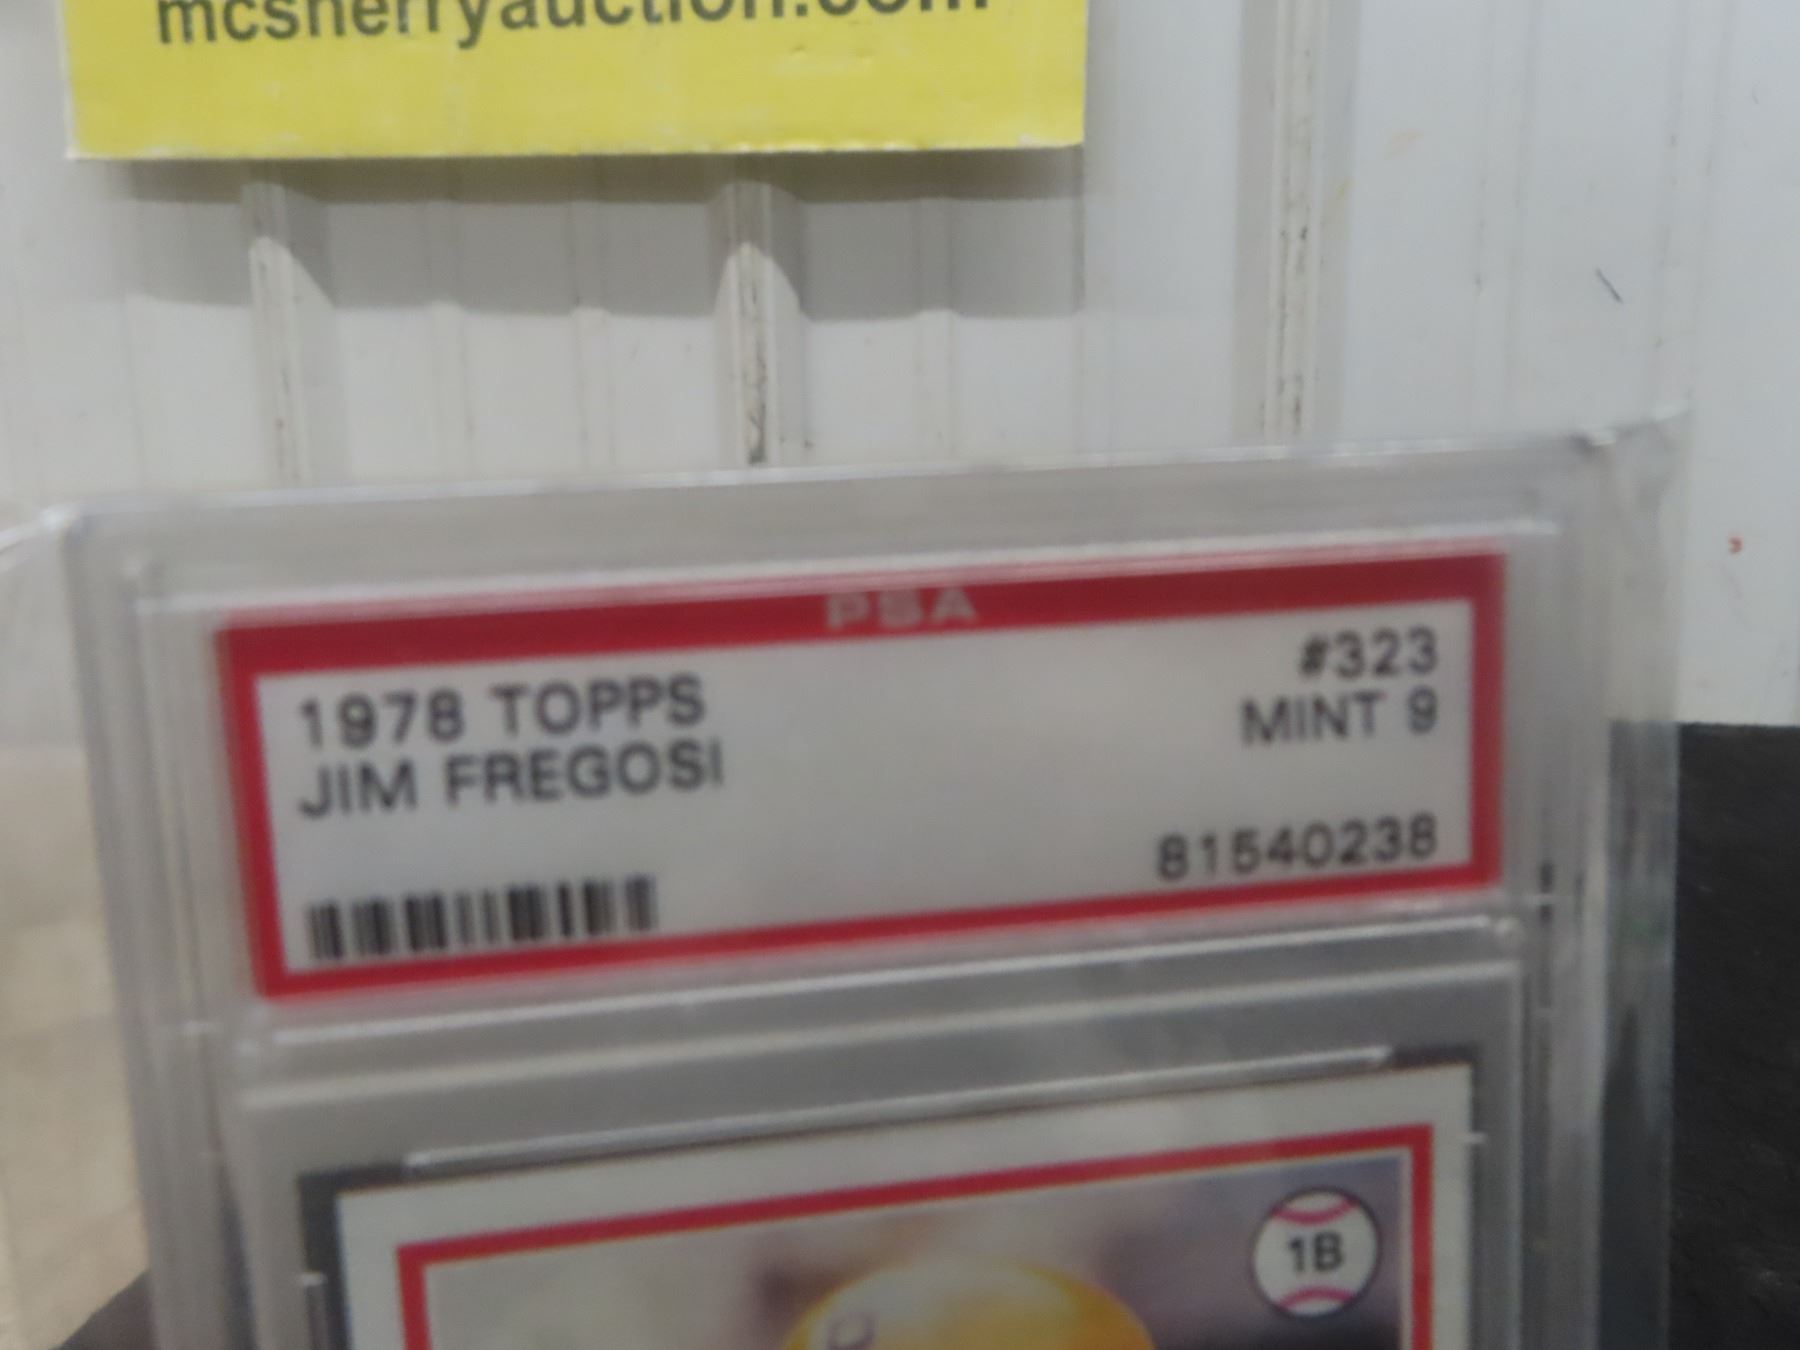 mcsherryauction.com
PSA
1978 TOPPS #323
JIM FREGOSI MINT 9
81540238
1B
P